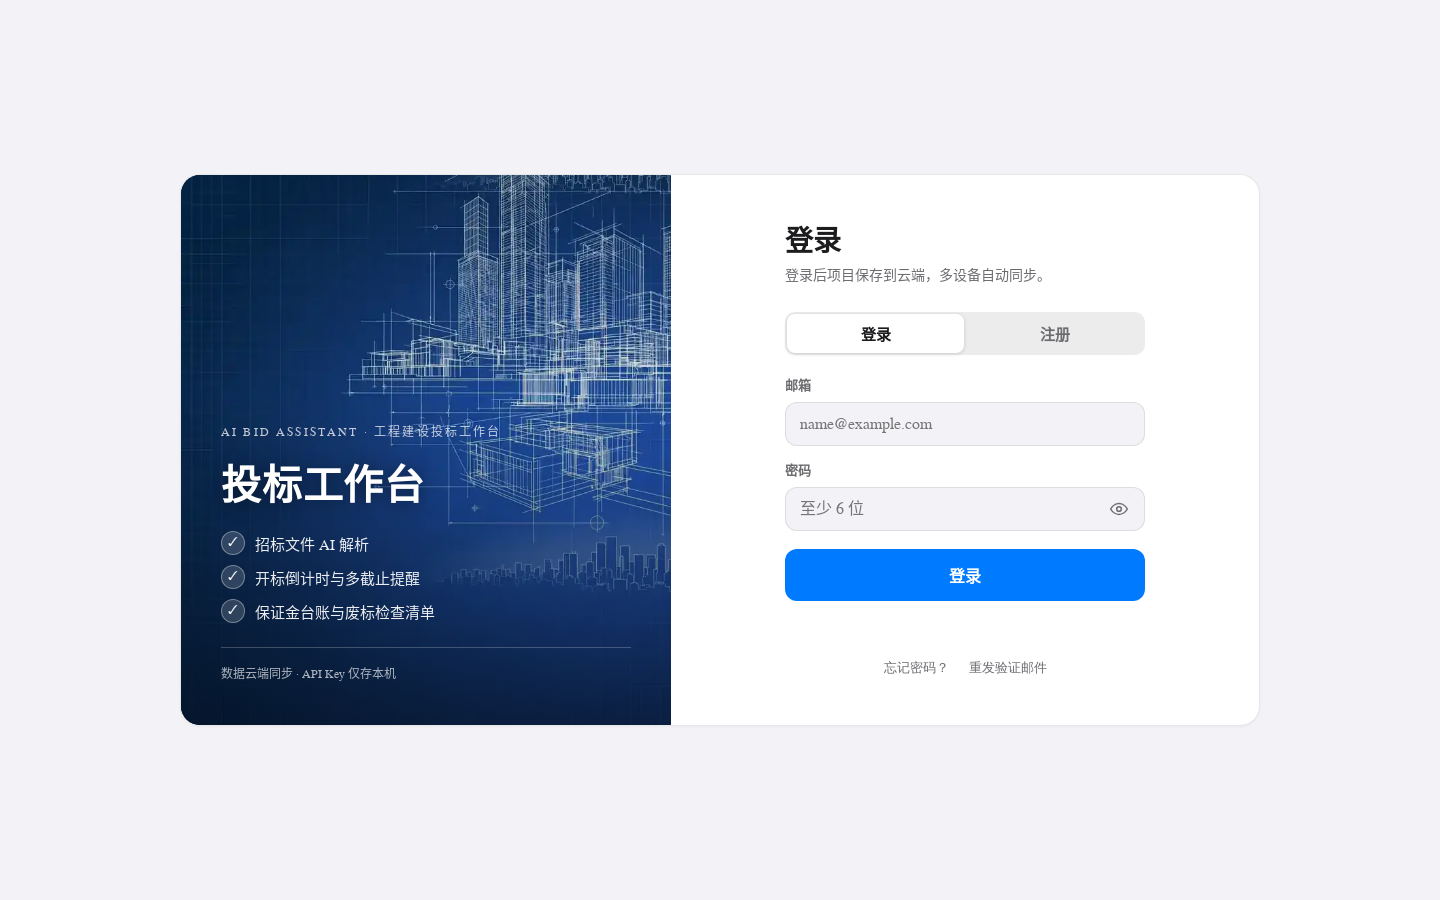 AI BID ASSISTANT · 工程建设投标工作台
投标工作台
✓ 招标文件 AI 解析
✓ 开标倒计时与多截止提醒
✓ 保证金台账与废标检查清单
数据云端同步 · API Key 仅存本机
登录
登录后项目保存到云端，多设备自动同步。
登录 注册
邮箱
name@example.com
密码
至少 6 位
登录
忘记密码？ 重发验证邮件